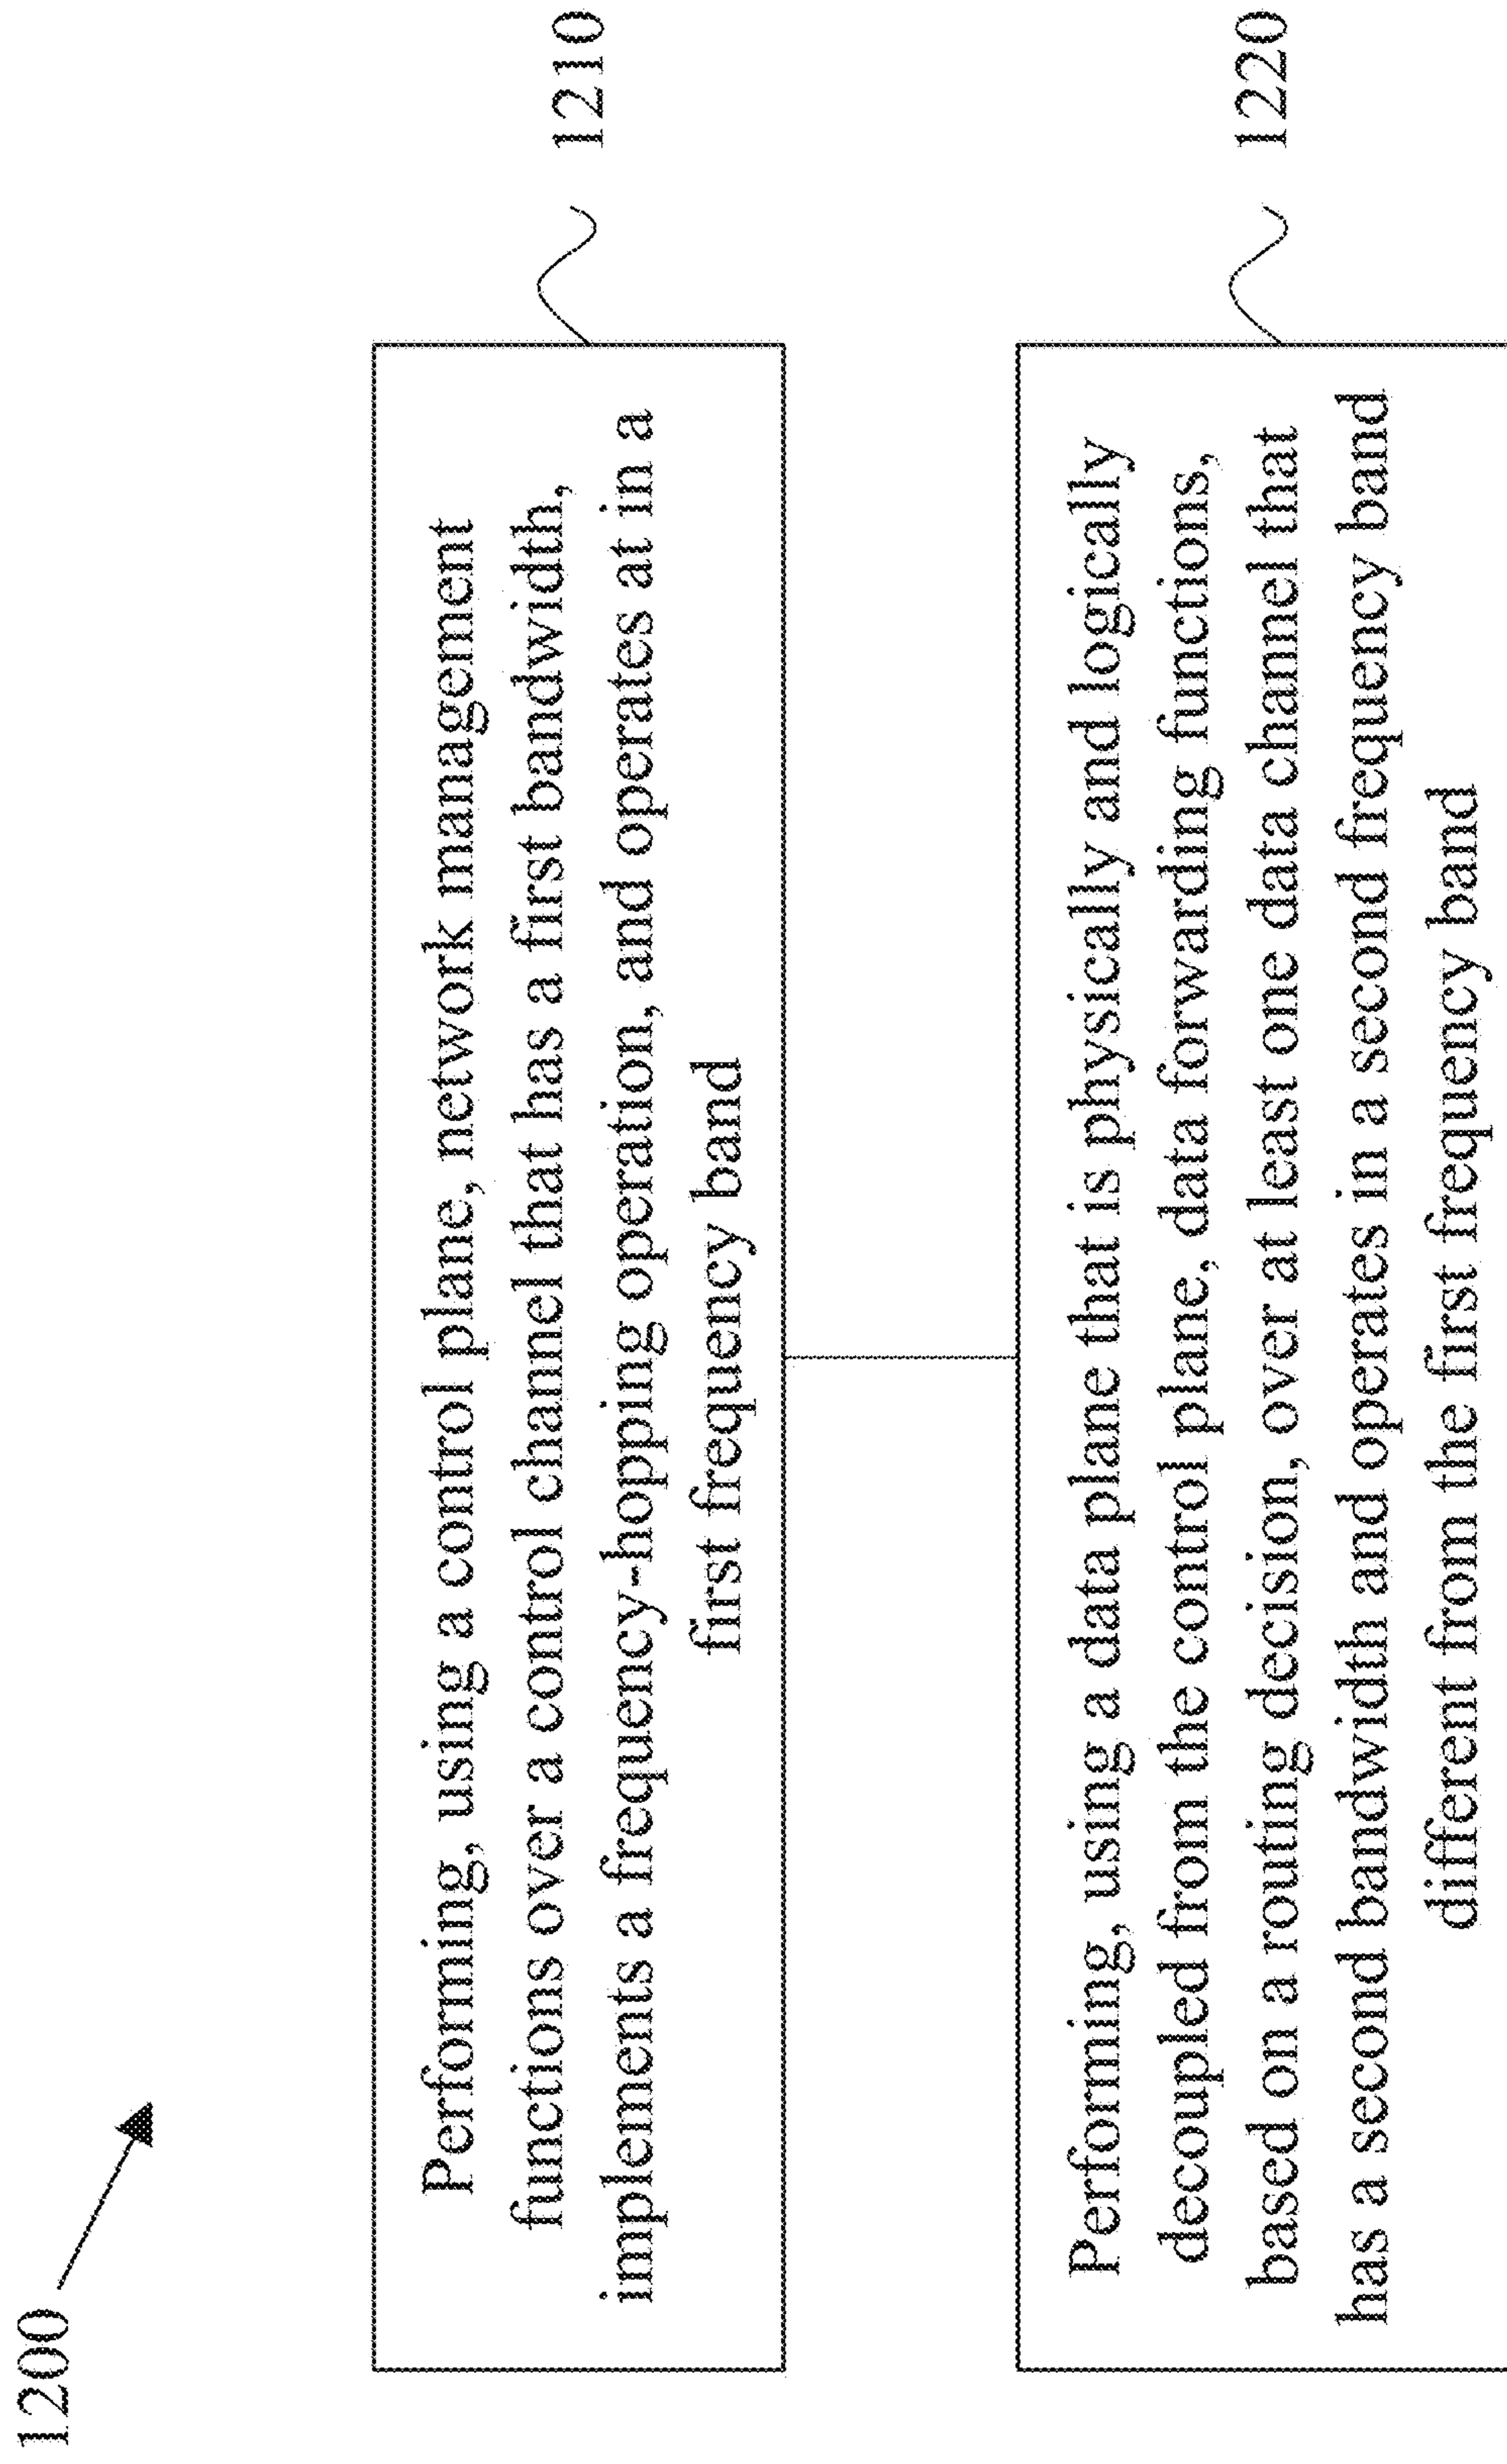 1200
Performing, using a control plane, network management
functions over a control channel that has a first bandwidth,
implements a frequency-hopping operation, and operates at in a
first frequency band
1210
Performing, using a data plane that is physically and logically
decoupled from the control plane, data forwarding functions,
based on a routing decision, over at least one data channel that
has a second bandwidth and operates in a second frequency band
different from the first frequency band
1220